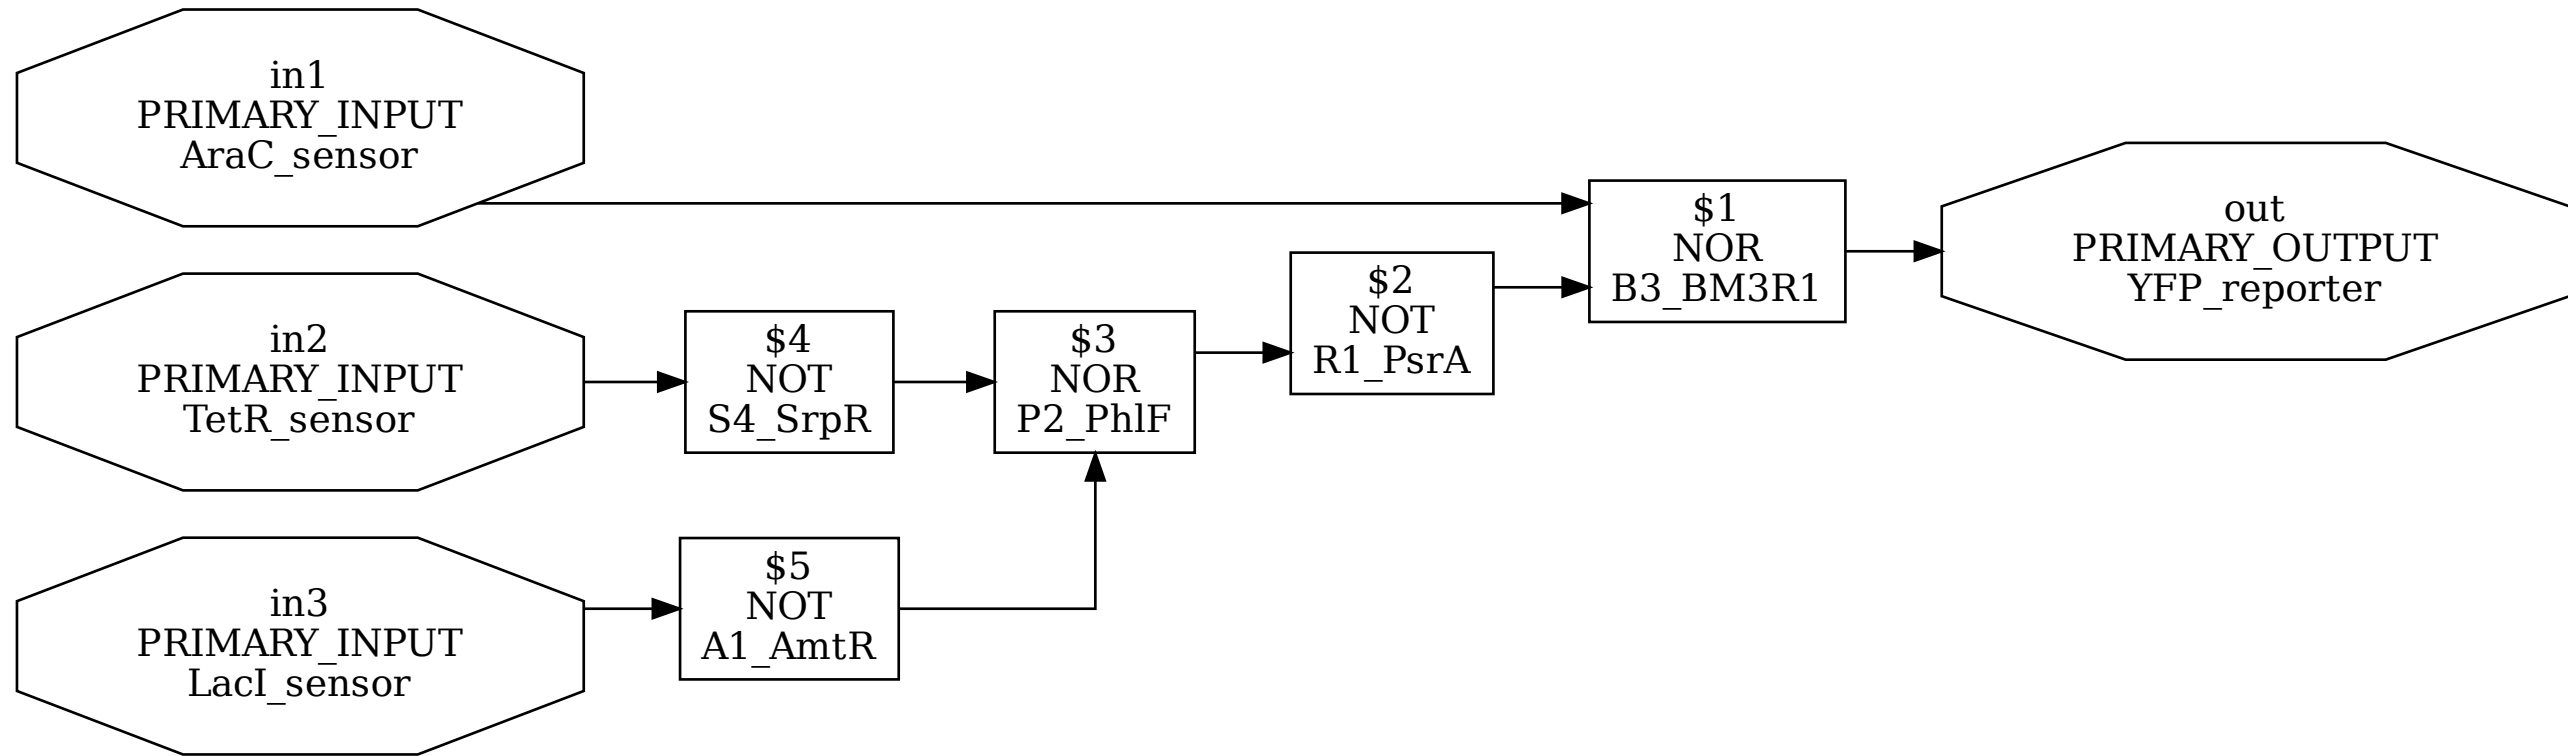 in1
PRIMARY_INPUT
AraC_sensor
in2
PRIMARY_INPUT
TetR_sensor
in3
PRIMARY_INPUT
LacI_sensor
$4
NOT
S4_SrpR
$5
NOT
A1_AmtR
$3
NOR
P2_PhlF
$2
NOT
R1_PsrA
$1
NOR
B3_BM3R1
out
PRIMARY_OUTPUT
YFP_reporter